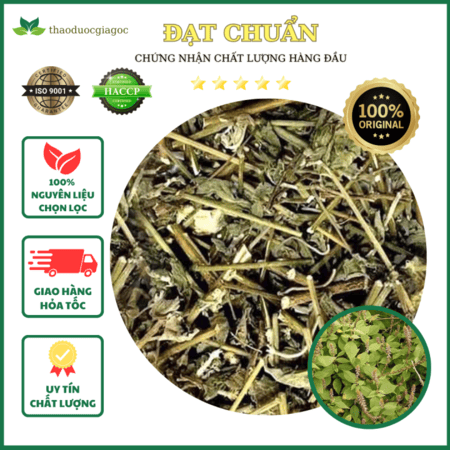 thaoduocgiagoc
ĐẠT CHUẨN
CHỨNG NHẬN CHẤT LƯỢNG HÀNG ĐẦU
ISO 9001
HACCP
CERTIFIED
100%
ORIGINAL
100%
NGUYÊN LIỆU
CHỌN LỌC
GIAO HÀNG
HỎA TỐC
UY TÍN
CHẤT LƯỢNG